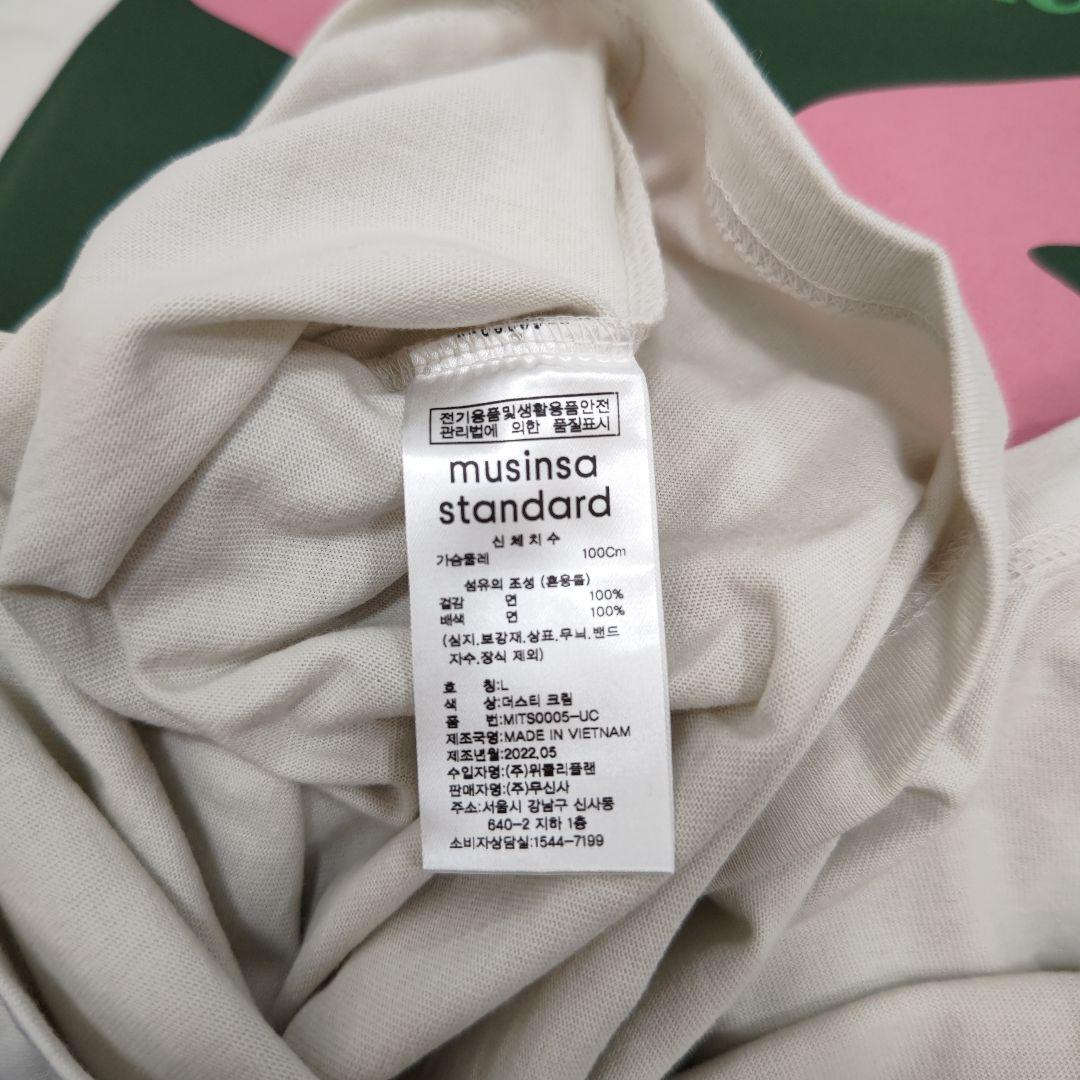 전기용품및생활용품안전
관리법에 의한 품질표시
musinsa
standard
신체치수
가슴둘레 100Cm
섬유의 조성 (혼용률)
겉감 면 100%
배색 면 100%
(심지,보강재,상표,무늬,밴드
자수,장식 제외)
호 칭:L
색 상:더스티 크림
품 번:MITS0005-UC
제조국명:MADE IN VIETNAM
제조년월:2022.05
수입자명:(주)위클리플랜
판매자명:(주)무신사
주소:서울시 강남구 신사동
640-2 지하 1층
소비자상담실:1544-7199